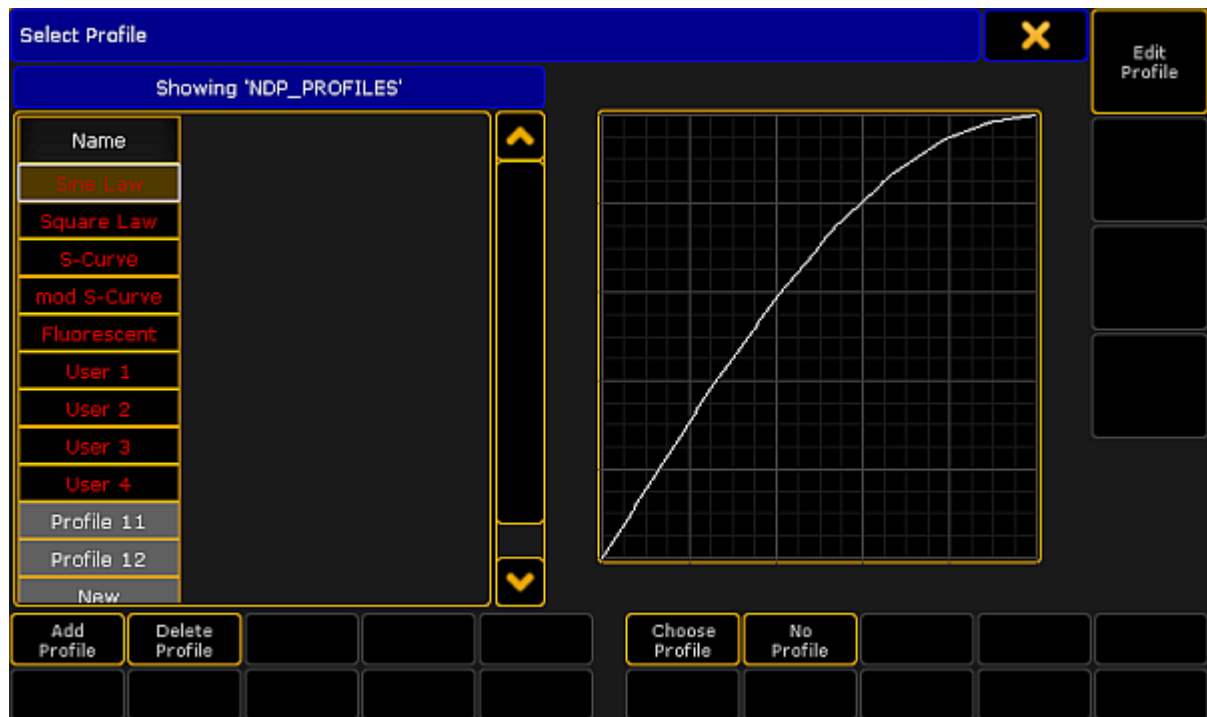 Select Profile
Edit
Profile
Showing 'NDP_PROFILES'
Name
Sine Law
Square Law
S-Curve
mod S-Curve
Fluorescent
User 1
User 2
User 3
User 4
Profile 11
Profile 12
New
Add
Profile
Delete
Profile
Choose
Profile
No
Profile